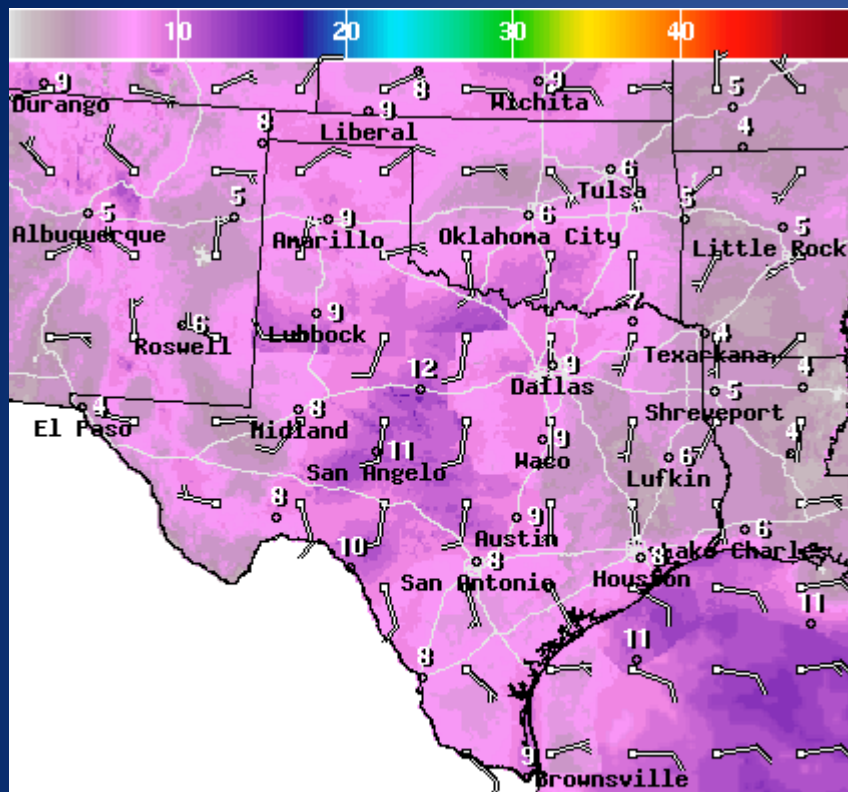 10 20 30 40
9 8 9 5
Durango Wichita
9
Liberal
8 4
6
Tulsa
5 5 9 6 5 5
Albuquerque Amarillo Oklahoma City Little Rock
9 7
6 4
Roswell Lubbock Texarkana
9
12 Dallas 5 4
4 8 Shreveport
El Paso Midland
11 9 6 4
San Angelo Waco Lufkin
8 9 6
Austin
10 8 8 Lake Charles
San Antonio Houston
11
11
8
9
Brownsville